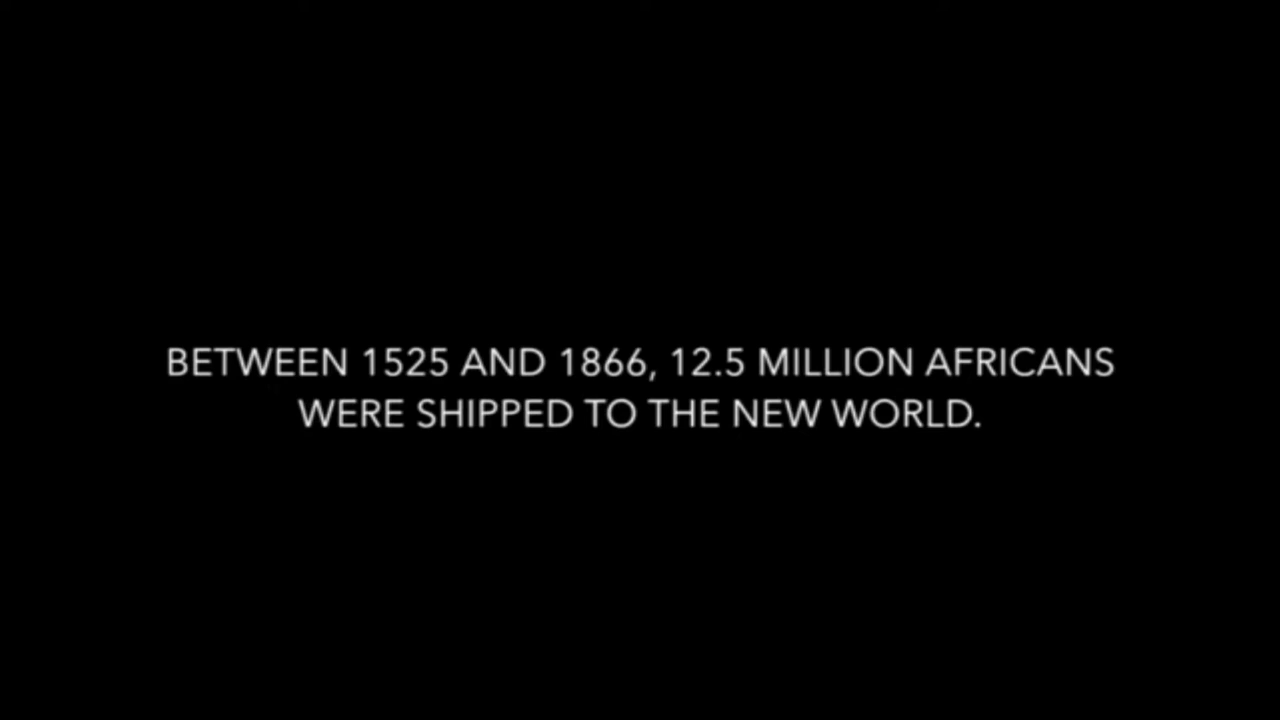 BETWEEN 1525 AND 1866, 12.5 MILLION AFRICANS
WERE SHIPPED TO THE NEW WORLD.